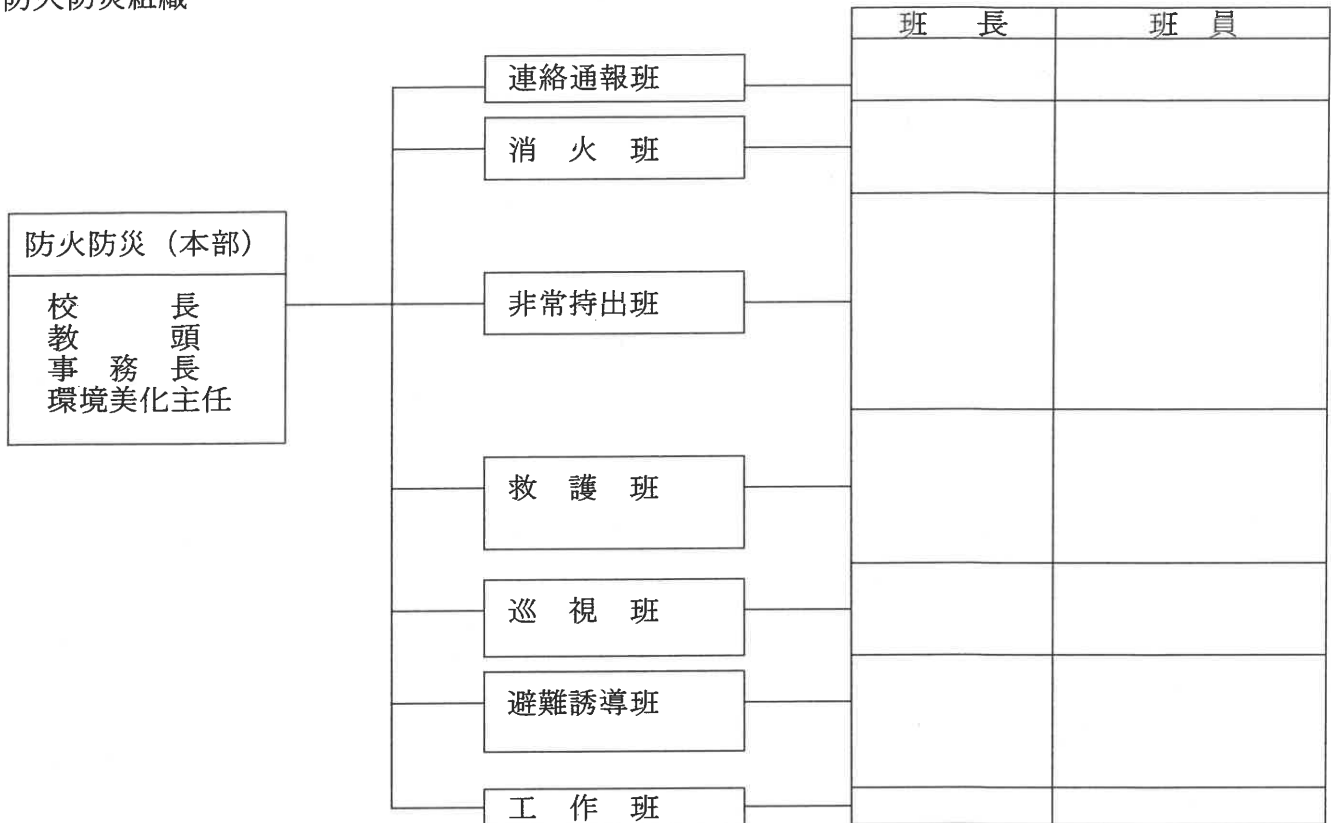 防火防災組織
班　長　班　員
連絡通報班
消　火　班
防火防災（本部）
校　　　長
教　　　頭
事　務　長
環境美化主任
非常持出班
救　護　班
巡　視　班
避難誘導班
工　作　班